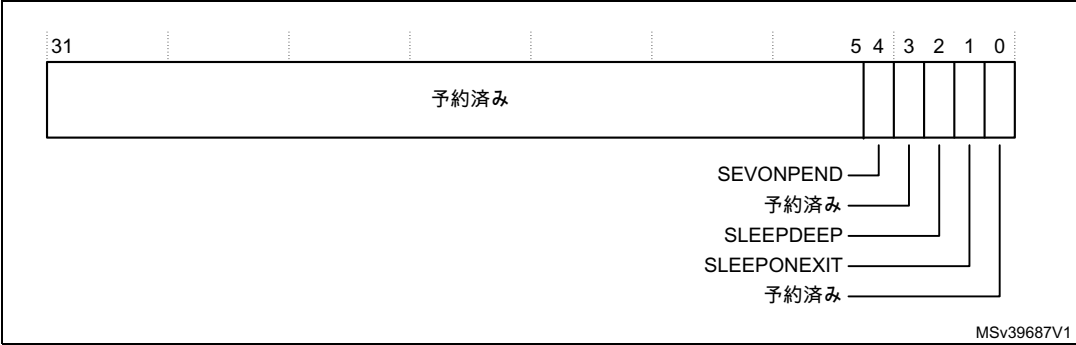 31 5 4 3 2 1 0
予約済み
SEVONPEND
予約済み
SLEEPDEEP
SLEEPONEXIT
予約済み
MSv39687V1